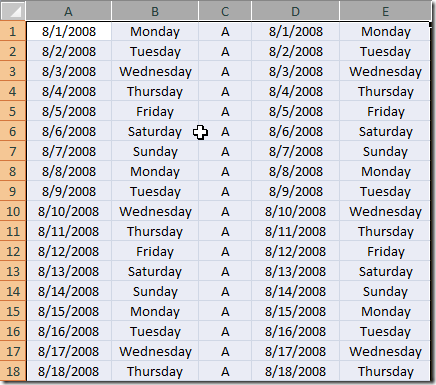 A B C D E
1 8/1/2008 Monday A 8/1/2008 Monday
2 8/2/2008 Tuesday A 8/2/2008 Tuesday
3 8/3/2008 Wednesday A 8/3/2008 Wednesday
4 8/4/2008 Thursday A 8/4/2008 Thursday
5 8/5/2008 Friday A 8/5/2008 Friday
6 8/6/2008 Saturday A 8/6/2008 Saturday
7 8/7/2008 Sunday A 8/7/2008 Sunday
8 8/8/2008 Monday A 8/8/2008 Monday
9 8/9/2008 Tuesday A 8/9/2008 Tuesday
10 8/10/2008 Wednesday A 8/10/2008 Wednesday
11 8/11/2008 Thursday A 8/11/2008 Thursday
12 8/12/2008 Friday A 8/12/2008 Friday
13 8/13/2008 Saturday A 8/13/2008 Saturday
14 8/14/2008 Sunday A 8/14/2008 Sunday
15 8/15/2008 Monday A 8/15/2008 Monday
16 8/16/2008 Tuesday A 8/16/2008 Tuesday
17 8/17/2008 Wednesday A 8/17/2008 Wednesday
18 8/18/2008 Thursday A 8/18/2008 Thursday